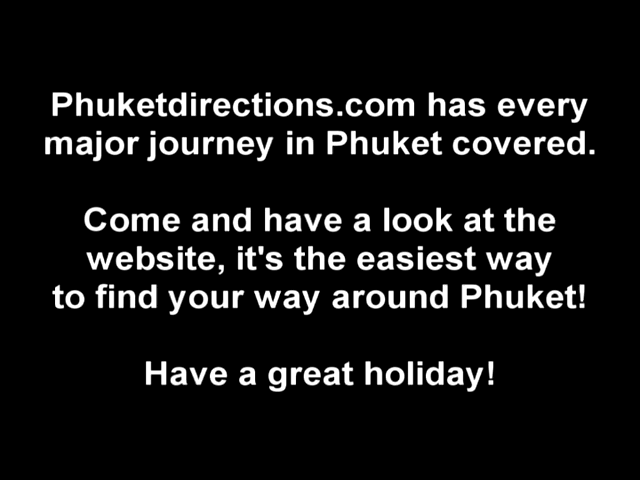 Phuketdirections.com has every
major journey in Phuket covered.
Come and have a look at the
website, it's the easiest way
to find your way around Phuket!
Have a great holiday!